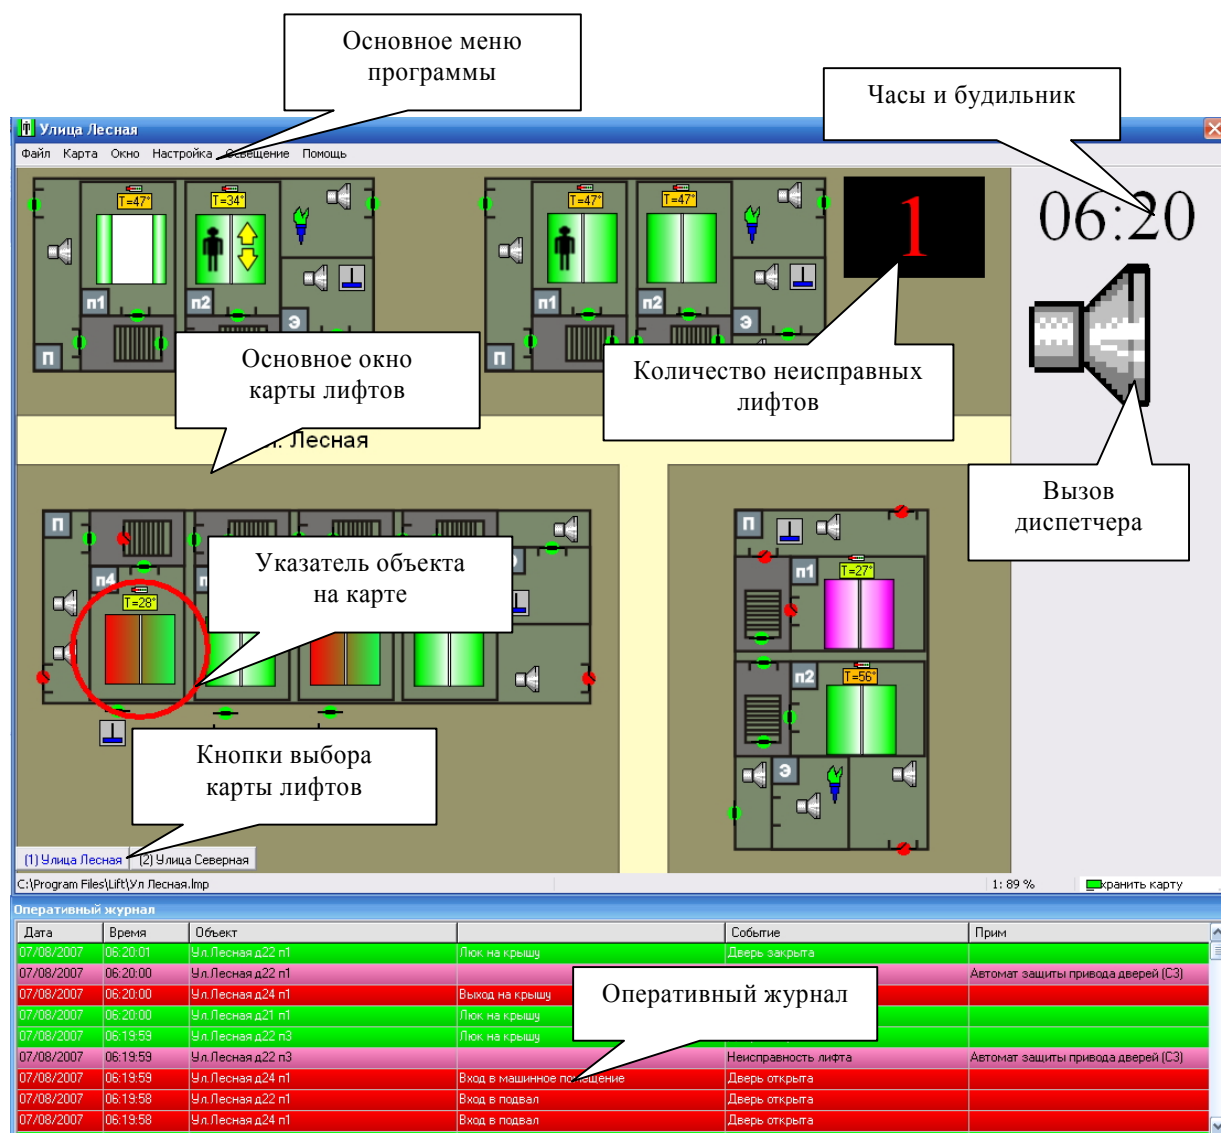 Основное меню
программы
Часы и будильник
Улица Лесная
Файл Карта Окно Настройка Освещение Помощь
T=47° T=34° T=47° T=47°
1
06:20
п1 п2 Э П
п1 п2 Э П
Основное окно
карты лифтов
Количество неисправных
лифтов
Лесная
Вызов
диспетчера
П
п4
T=28°
Указатель объекта
на карте
П
п1
T=27°
п2
T=56°
Э
Кнопки выбора
карты лифтов
(1) Улица Лесная (2) Улица Северная
C:\Program Files\Lift\Ул Лесная.lmp 1: 89 % хранить карту
Оперативный журнал
Дата Время Объект Событие Прим
07/08/2007 06:20:01 Ул.Лесная д22 п1 Люк на крышу Дверь закрыта
07/08/2007 06:20:00 Ул.Лесная д22 п1 Автомат защиты привода дверей (С3)
07/08/2007 06:20:00 Ул.Лесная д24 п1 Выход на крышу
07/08/2007 06:20:00 Ул.Лесная д21 п1 Люк на крышу
07/08/2007 06:19:59 Ул.Лесная д22 п3 Люк на крышу
07/08/2007 06:19:59 Ул.Лесная д22 п3 Неисправность лифта Автомат защиты привода дверей (С3)
07/08/2007 06:19:59 Ул.Лесная д24 п1 Вход в машинное помещение Дверь открыта
07/08/2007 06:19:58 Ул.Лесная д22 п1 Вход в подвал Дверь открыта
07/08/2007 06:19:58 Ул.Лесная д24 п1 Вход в подвал Дверь открыта
Оперативный журнал